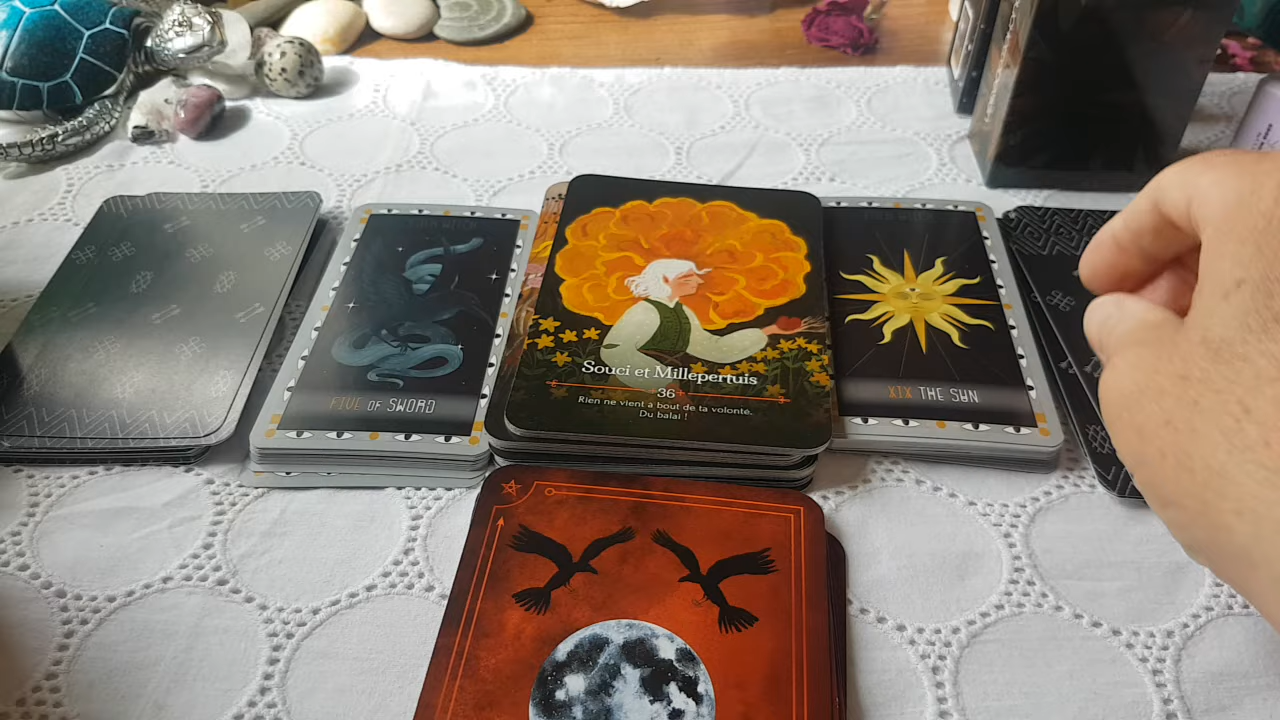 FIVE OF SWORD
Souci et Millepertuis
36
Rien ne vient à bout de ta volonté.
Du balai !
XIX THE SUN